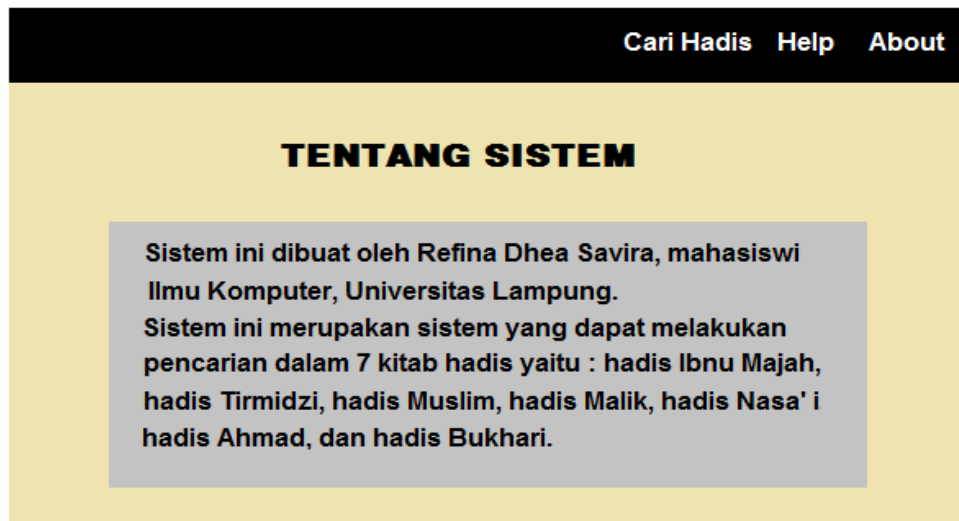 Cari Hadis Help About
TENTANG SISTEM
Sistem ini dibuat oleh Refina Dhea Savira, mahasiswi
Ilmu Komputer, Universitas Lampung.
Sistem ini merupakan sistem yang dapat melakukan
pencarian dalam 7 kitab hadis yaitu : hadis Ibnu Majah,
hadis Tirmidzi, hadis Muslim, hadis Malik, hadis Nasa' i
hadis Ahmad, dan hadis Bukhari.